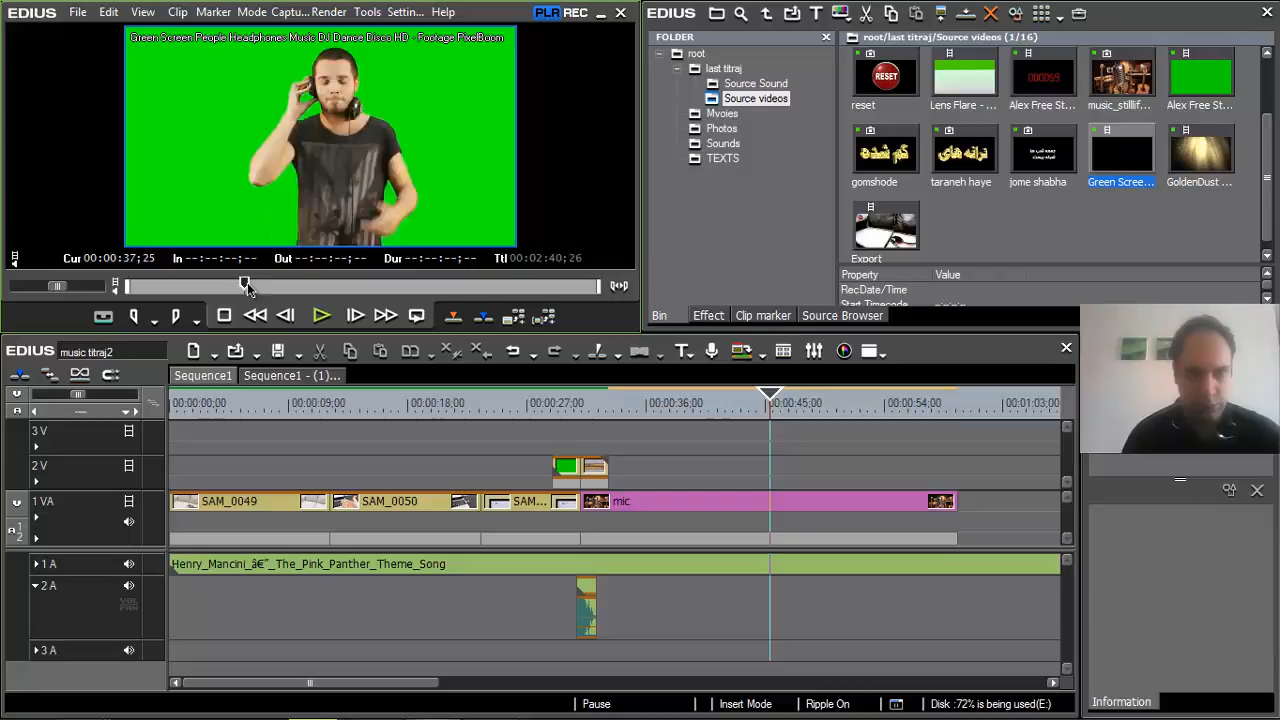 EDIUS File Edit View Clip Marker Mode Captu... Render Tools Settin... Help PLR REC
Green Screen People Headphones Music DJ Dance Disco HD - Footage PixelBoom
Cur 00:00:37;25 In --:--:--;-- Out --:--:--;-- Dur --:--:--;-- Ttl 00:02:40;26
EDIUS
FOLDER
root
last titraj
Source Sound
Source videos
Mvoies
Photos
Sounds
TEXTS
root/last titraj/Source videos (1/16)
RESET
reset Lens Flare - ... Alex Free St... music_stillif... Alex Free St...
گم شده
ترانه های
جمعه شب ها
gomshode taraneh haye jome shabha Green Scree... GoldenDust ...
Export
Property Value
RecDate/Time
Start Timecode
Bin Effect Clip marker Source Browser
EDIUS music titraj2
Sequence1 Sequence1 - (1)...
00:00:00;00 00:00:09;00 00:00:18;00 00:00:27;00 00:00:36;00 00:00:45;00 00:00:54;00 00:01:03;00
3 V
2 V
1 VA SAM_0049 SAM_0050 SAM... mic
A 1
2
1 A Henry_Mancini_â€”_The_Pink_Panther_Theme_Song
2 A
VOL
PAN
3 A
Pause Insert Mode Ripple On Disk :72% is being used(E:)
Information